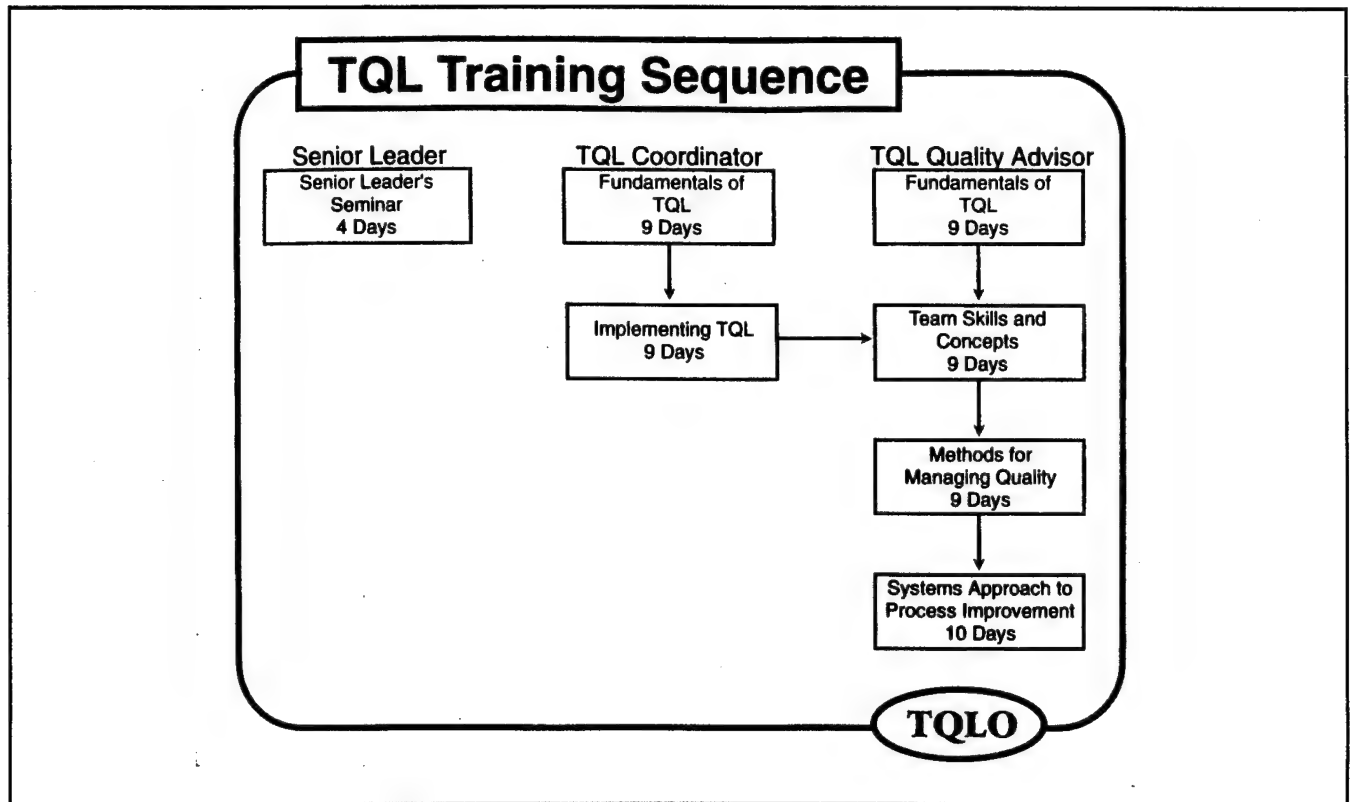 TQL Training Sequence
Senior Leader
Senior Leader's
Seminar
4 Days
TQL Coordinator
Fundamentals of
TQL
9 Days
Implementing TQL
9 Days
TQL Quality Advisor
Fundamentals of
TQL
9 Days
Team Skills and
Concepts
9 Days
Methods for
Managing Quality
9 Days
Systems Approach to
Process Improvement
10 Days
TQLO